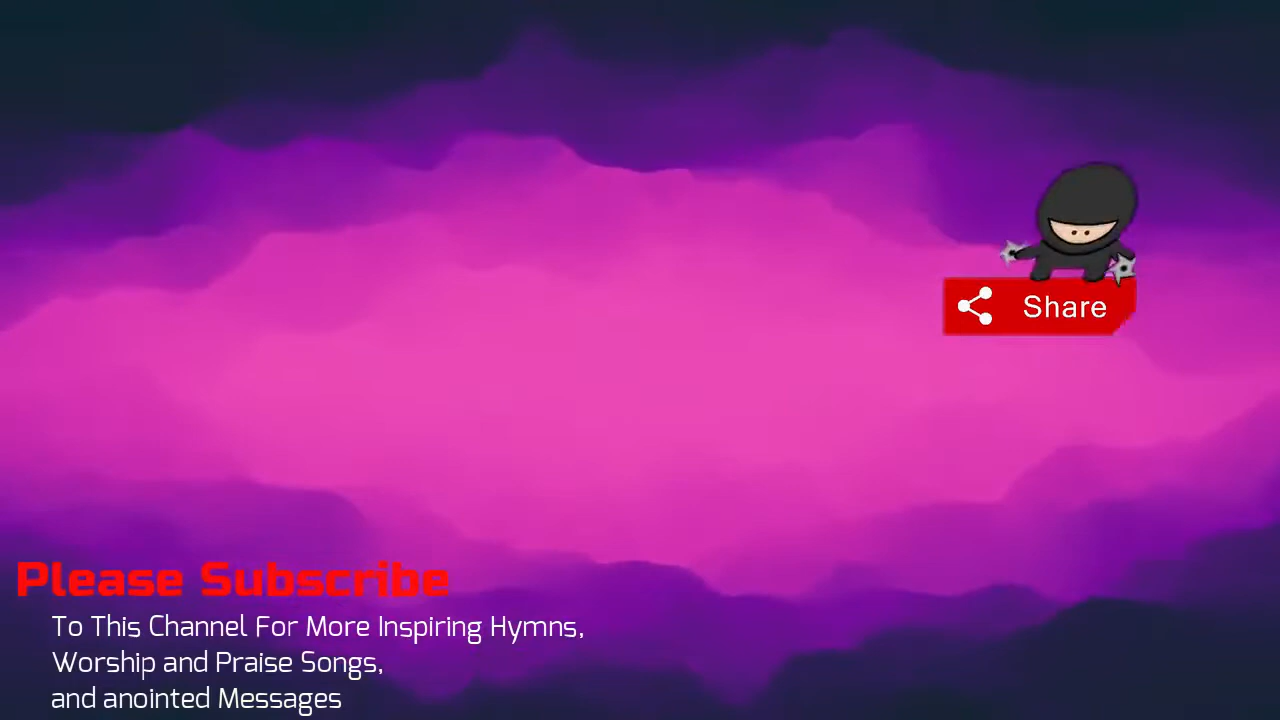 Share
Please Subscribe
To This Channel For More Inspiring Hymns,
Worship and Praise Songs,
and anointed Messages